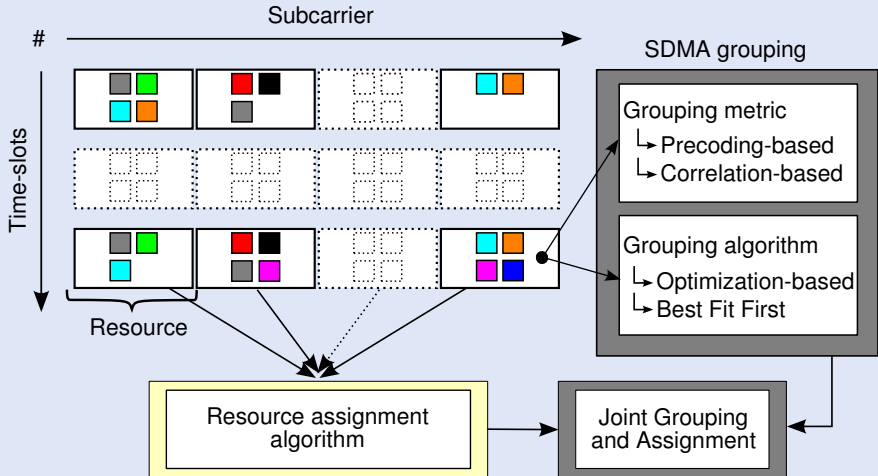 Subcarrier
#
Time-slots
Resource
SDMA grouping
Grouping metric
Precoding-based
Correlation-based
Grouping algorithm
Optimization-based
Best Fit First
Resource assignment
algorithm
Joint Grouping
and Assignment